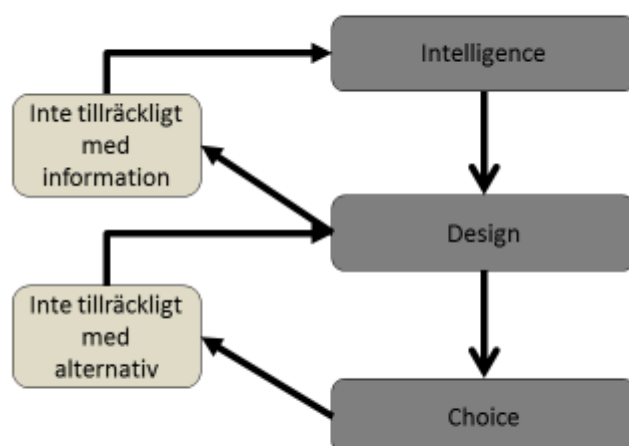 Intelligence
Inte tillräckligt
med
information
Design
Inte tillräckligt
med
alternativ
Choice